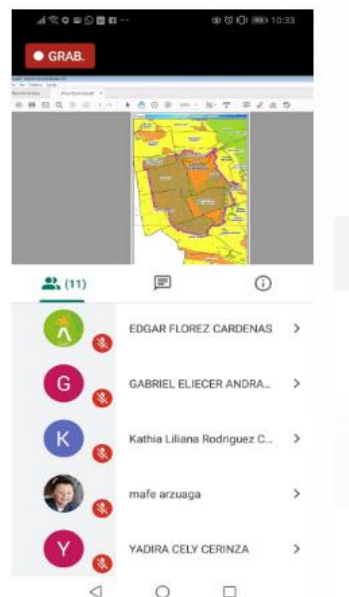 10:33
GRAB.
(11)
EDGAR FLOREZ CARDENAS
G
GABRIEL ELIECER ANDRA...
K
Kathia Liliana Rodriguez C...
mafe arzuaga
Y
YADIRA CELY CERINZA